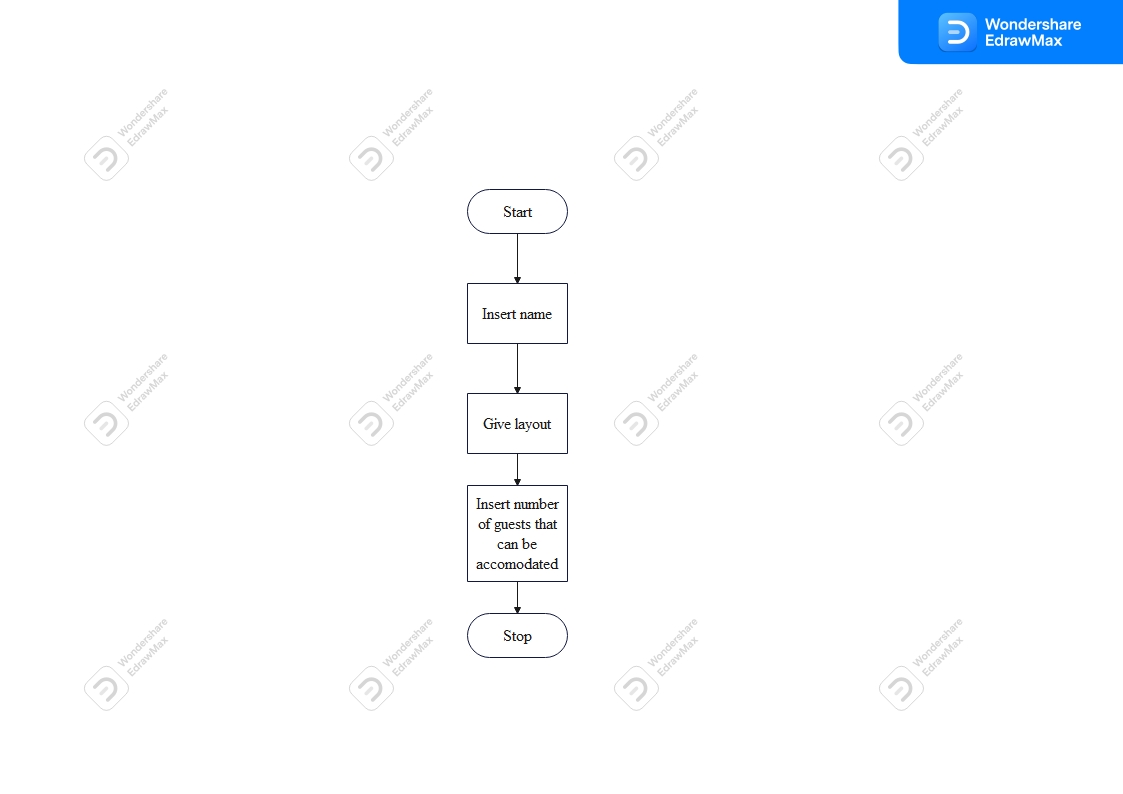 Wondershare
EdrawMax
Wondershare
EdrawMax
Wondershare
EdrawMax
Wondershare
EdrawMax
Wondershare
EdrawMax
Start
Insert name
Wondershare
EdrawMax
Wondershare
EdrawMax
Wondershare
EdrawMax
Wondershare
EdrawMax
Give layout
Insert number
of guests that
can be
accomodated
Stop
Wondershare
EdrawMax
Wondershare
EdrawMax
Wondershare
EdrawMax
Wondershare
EdrawMax